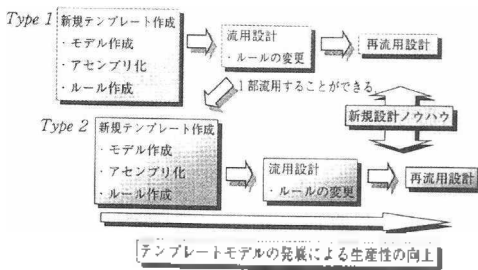 Type 1
新規テンプレート作成
・モデル作成
・アセンブリ化
・ルール作成
流用設計
・ルールの変更
再流用設計
1部流用することができる
新規設計ノウハウ
Type 2
新規テンプレート作成
・モデル作成
・アセンブリ化
・ルール作成
流用設計
・ルールの変更
再流用設計
テンプレートモデルの発展による生産性の向上